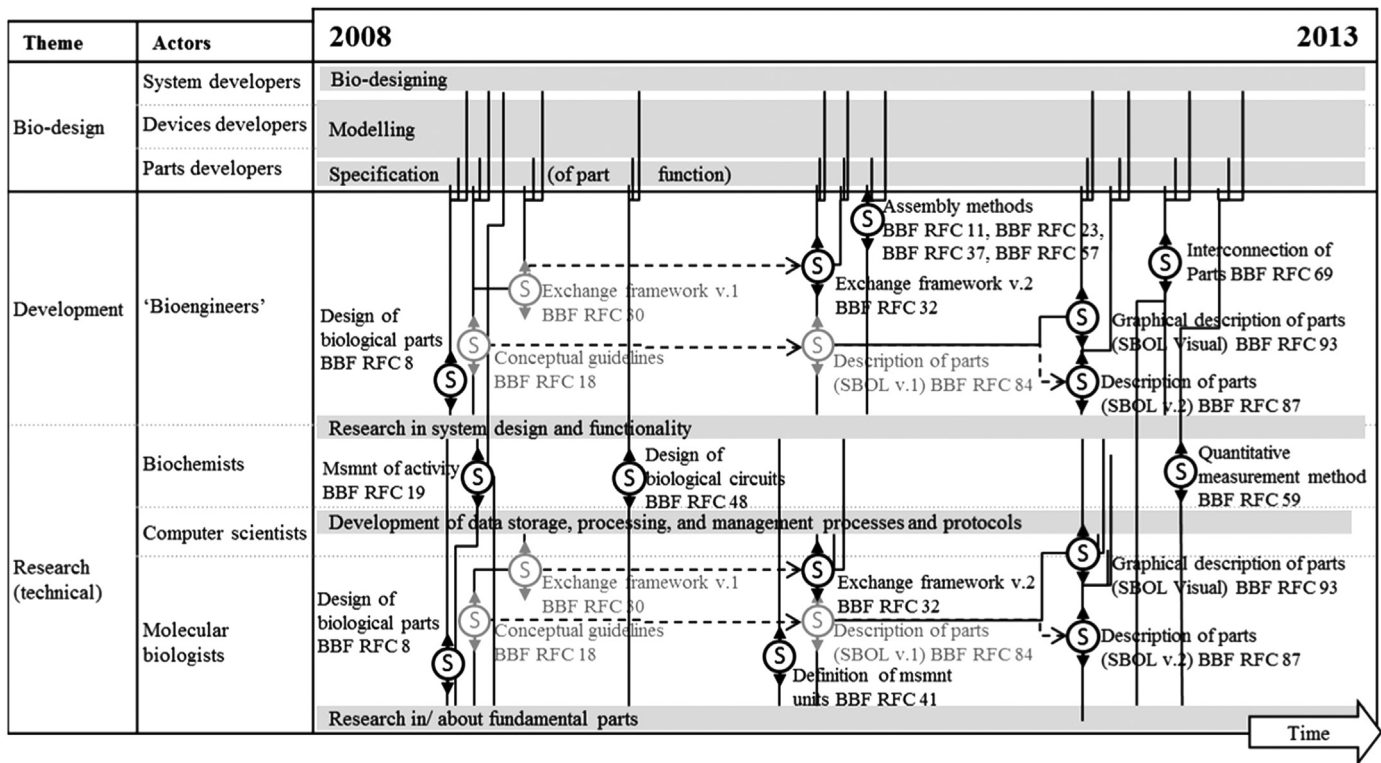 Theme
Actors
2008
2013
Bio-design
System developers
Devices developers
Parts developers
Bio-designing
Modelling
Specification (of part function)
Development
'Bioengineers'
Design of
biological parts
BBF RFC 8
S
S
Conceptual guidelines
BBF RFC 18
S
Exchange framework v.1
BBF RFC 30
S
Exchange framework v.2
BBF RFC 32
S
Description of parts
(SBOL v.1) BBF RFC 84
S
Assembly methods
BBF RFC 11, BBF RFC 23,
BBF RFC 37, BBF RFC 57
S
Graphical description of parts
(SBOL Visual) BBF RFC 93
S
Description of parts
(SBOL v.2) BBF RFC 87
S
Interconnection of
Parts BBF RFC 69
Research in system design and functionality
Research
(technical)
Biochemists
Computer scientists
Molecular
biologists
Msmnt of activity
BBF RFC 19
S
S
Design of
biological circuits
BBF RFC 48
S
Quantitative
measurement method
BBF RFC 59
Development of data storage, processing, and management processes and protocols
Design of
biological parts
BBF RFC 8
S
S
Conceptual guidelines
BBF RFC 18
S
Exchange framework v.1
BBF RFC 30
S
Exchange framework v.2
BBF RFC 32
S
Description of parts
(SBOL v.1) BBF RFC 84
S
Definition of msmnt
units BBF RFC 41
S
Graphical description of parts
(SBOL Visual) BBF RFC 93
S
Description of parts
(SBOL v.2) BBF RFC 87
Research in/ about fundamental parts
Time